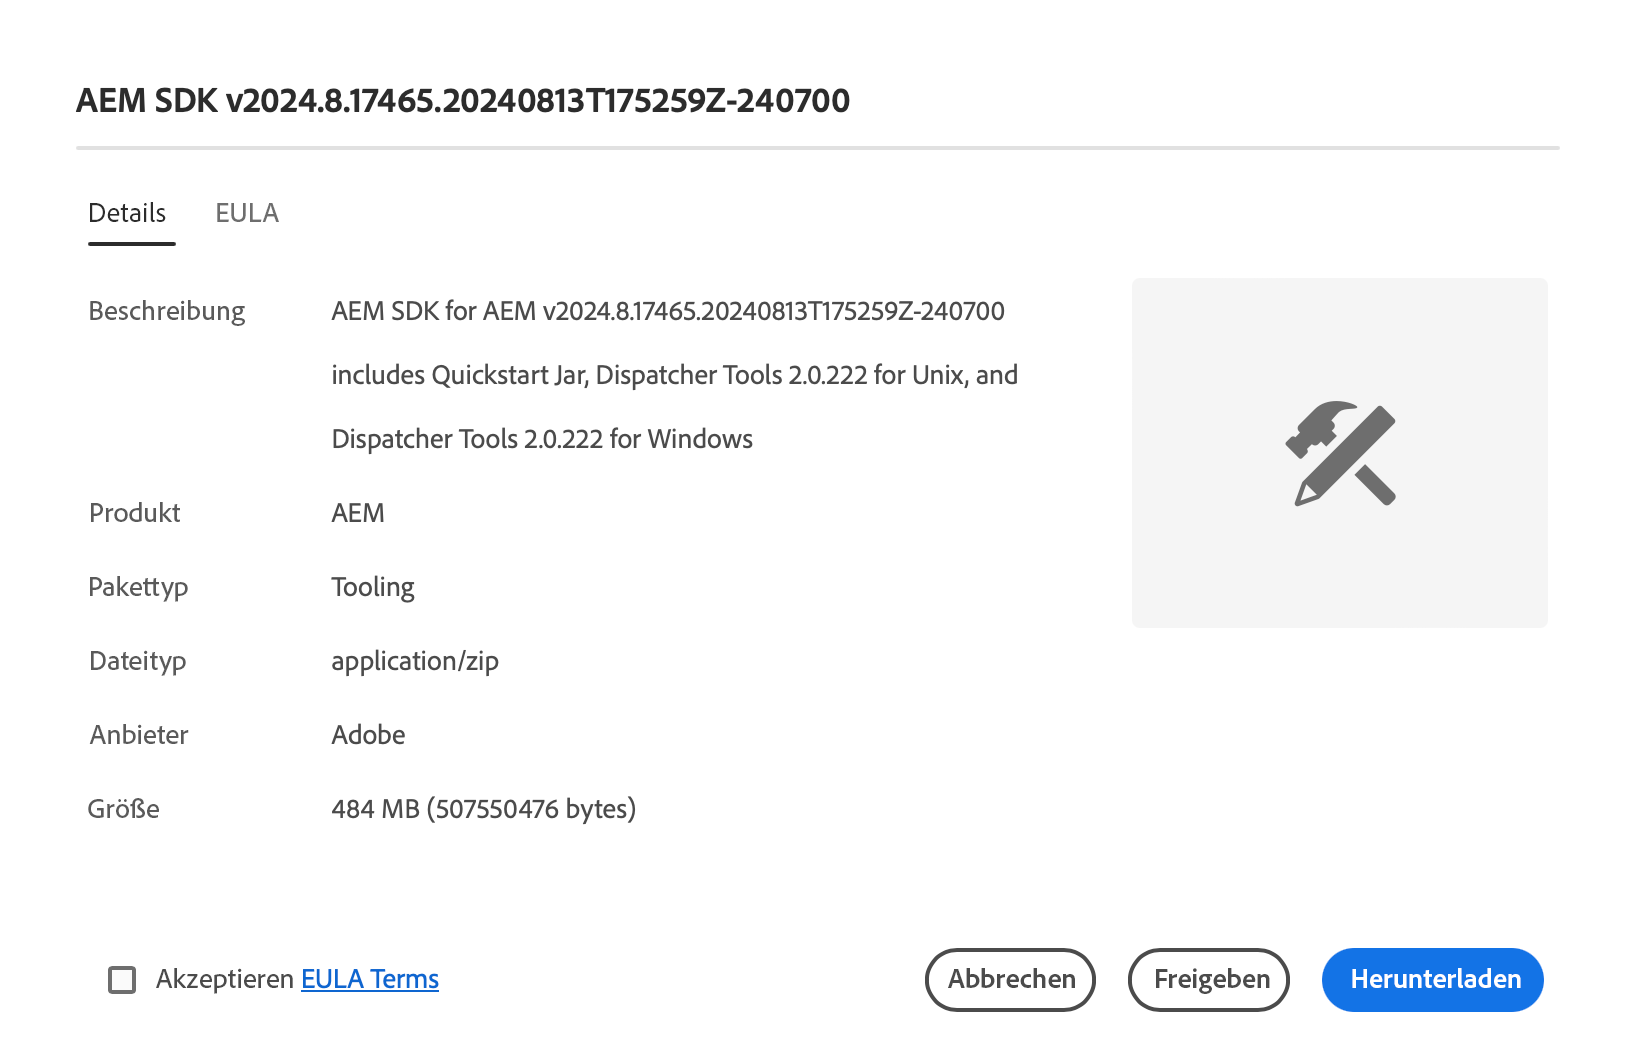 AEM SDK v2024.8.17465.20240813T175259Z-240700
Details EULA
Beschreibung AEM SDK for AEM v2024.8.17465.20240813T175259Z-240700
includes Quickstart Jar, Dispatcher Tools 2.0.222 for Unix, and
Dispatcher Tools 2.0.222 for Windows
Produkt AEM
Pakettyp Tooling
Dateityp application/zip
Anbieter Adobe
Größe 484 MB (507550476 bytes)
Akzeptieren EULA Terms Abbrechen Freigeben Herunterladen